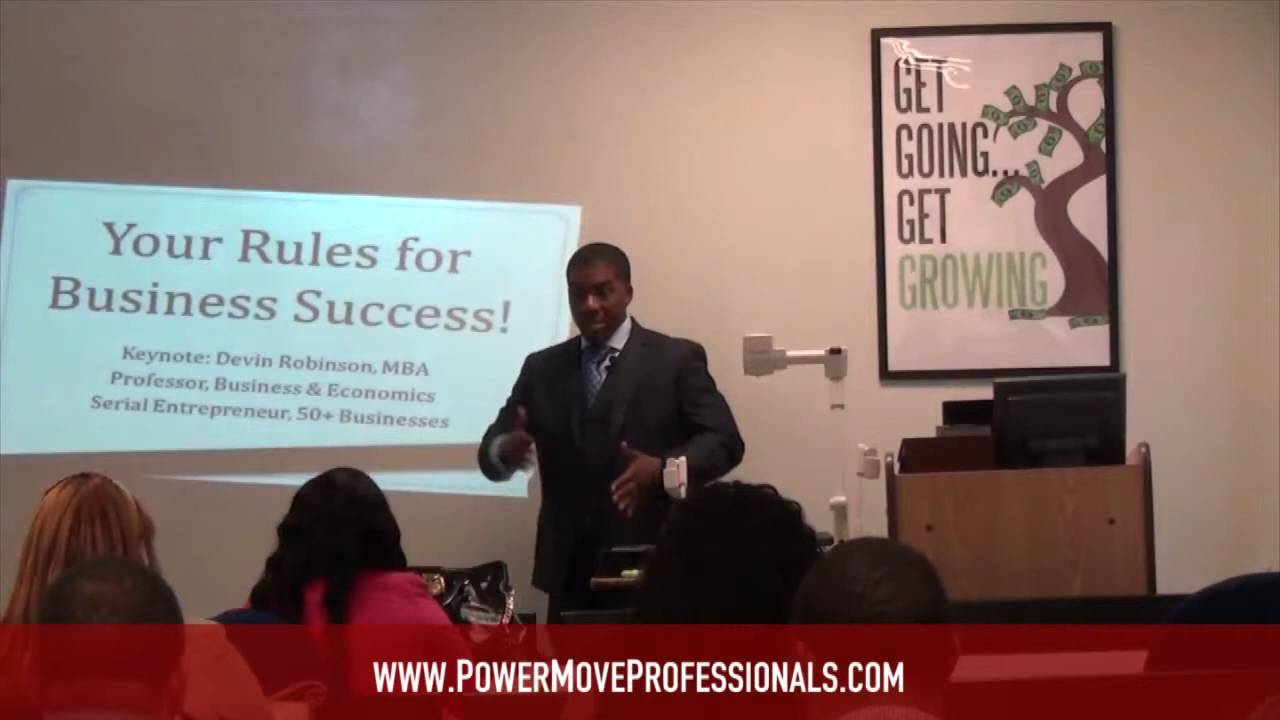 Your Rules for
Business Success!
Keynote: Devin Robinson, MBA
Professor, Business & Economics
Serial Entrepreneur, 50+ Businesses
GET
GOING...
GET
GROWING
WWW.POWERMOVEPROFESSIONALS.COM